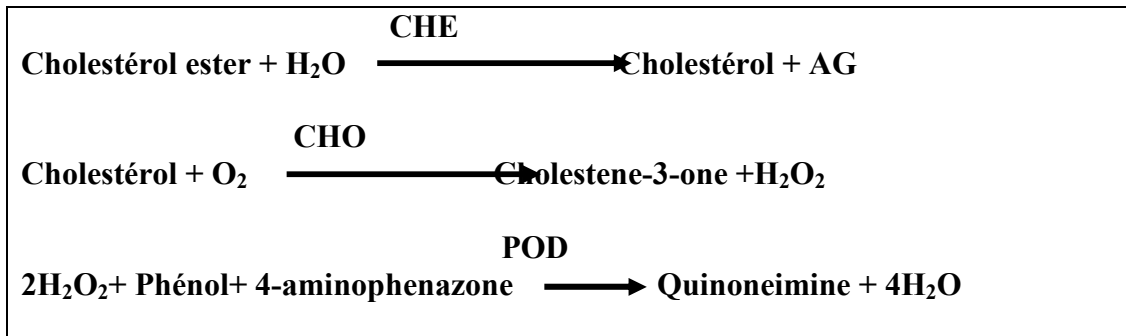 CHE
Cholestérol ester + H₂O Cholestérol + AG
CHO
Cholestérol + O₂ Cholestene-3-one +H₂O₂
POD
2H₂O₂+ Phénol+ 4-aminophenazone Quinoneimine + 4H₂O